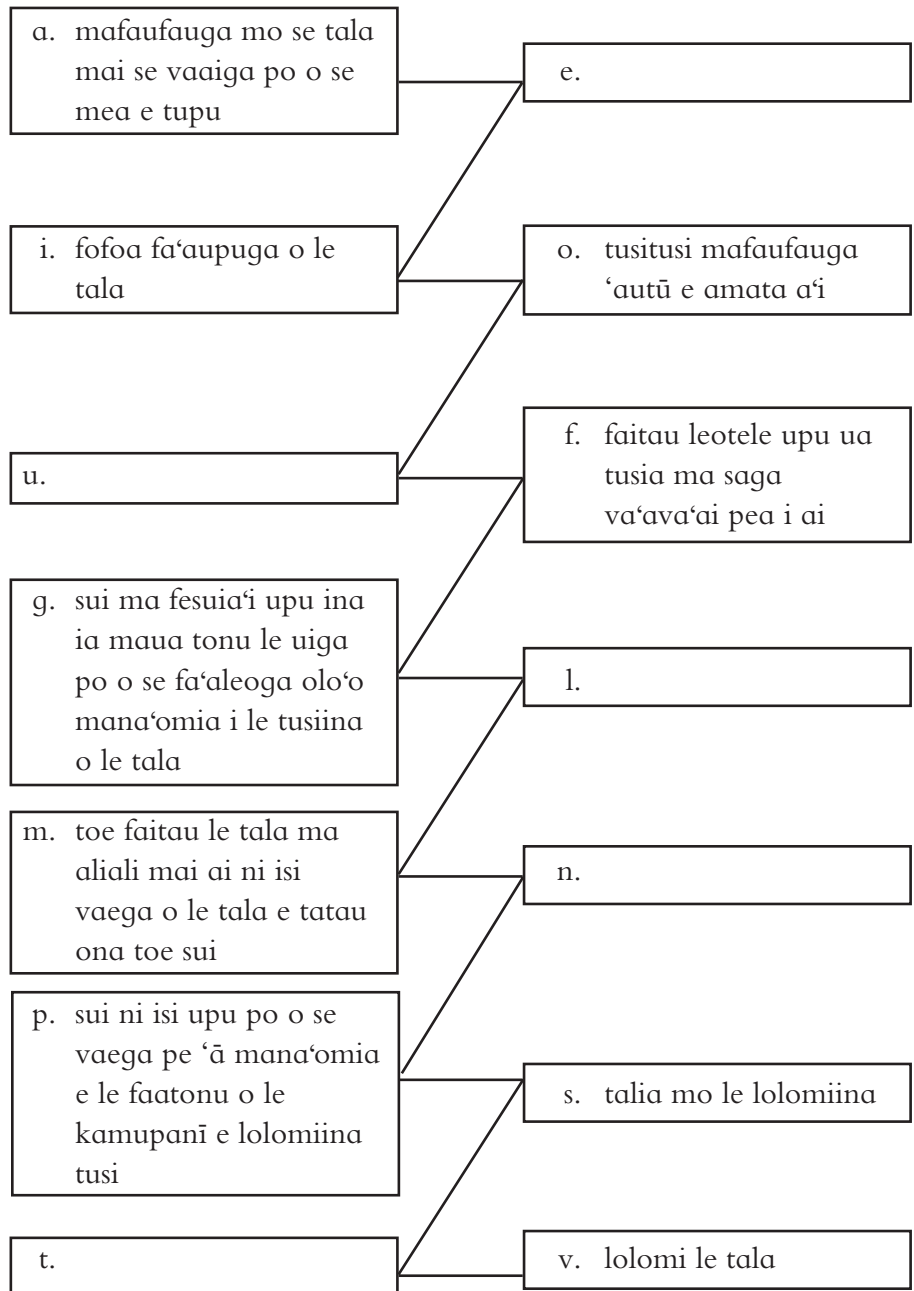 a. mafaufauga mo se tala
mai se vaaiga po o se
mea e tupu
e.
i. fofoa fa‘aupuga o le
tala
o. tusitusi mafaufauga
‘autū e amata a‘i
u.
f. faitau leotele upu ua
tusia ma saga
va‘ava‘ai pea i ai
g. sui ma fesuia‘i upu ina
ia maua tonu le uiga
po o se fa‘aleoga olo‘o
mana‘omia i le tusiina
o le tala
l.
m. toe faitau le tala ma
aliali mai ai ni isi
vaega o le tala e tatau
ona toe sui
n.
p. sui ni isi upu po o se
vaega pe ‘ā mana‘omia
e le faatonu o le
kamupanī e lolomiina
tusi
s. talia mo le lolomiina
t.
v. lolomi le tala